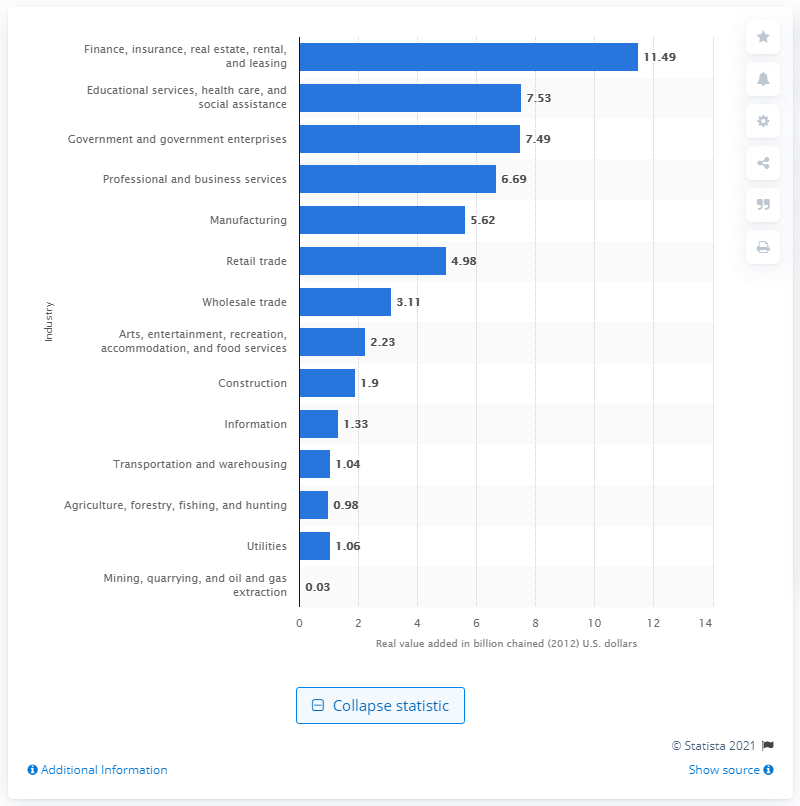 Finance, insurance, real estate, rental,
and leasing
11.49
Educational services, health care, and
social assistance
7.53
Government and government enterprises
7.49
Professional and business services
6.69
Manufacturing
5.62
Retail trade
4.98
Wholesale trade
3.11
Arts, entertainment, recreation,
accommodation, and food services
2.23
Construction
1.9
Information
1.33
Transportation and warehousing
1.04
Agriculture, forestry, fishing, and hunting
0.98
Utilities
1.06
Mining, quarrying, and oil and gas
extraction
0.03
Industry
0 2 4 6 8 10 12 14
Real value added in billion chained (2012) U.S. dollars
Collapse statistic
© Statista 2021
Additional Information
Show source